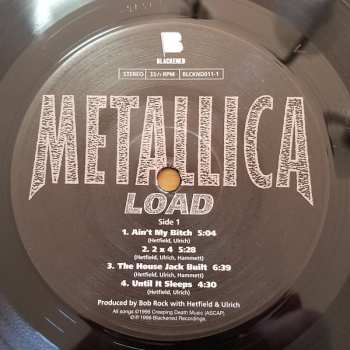 B
BLACKENED
STEREO 33⅓ RPM BLCKND011-1
METALLICA
LOAD
Side 1
1. Ain't My Bitch 5:04
(Hetfield, Ulrich)
2. 2 x 4 5:28
(Hetfield, Ulrich, Hammett)
3. The House Jack Built 6:39
(Hetfield, Ulrich, Hammett)
4. Until It Sleeps 4:30
(Hetfield, Ulrich)
Produced by Bob Rock with Hetfield & Ulrich
All songs ©1996 Creeping Death Music (ASCAP)
℗ © 1996 Blackened Recordings.